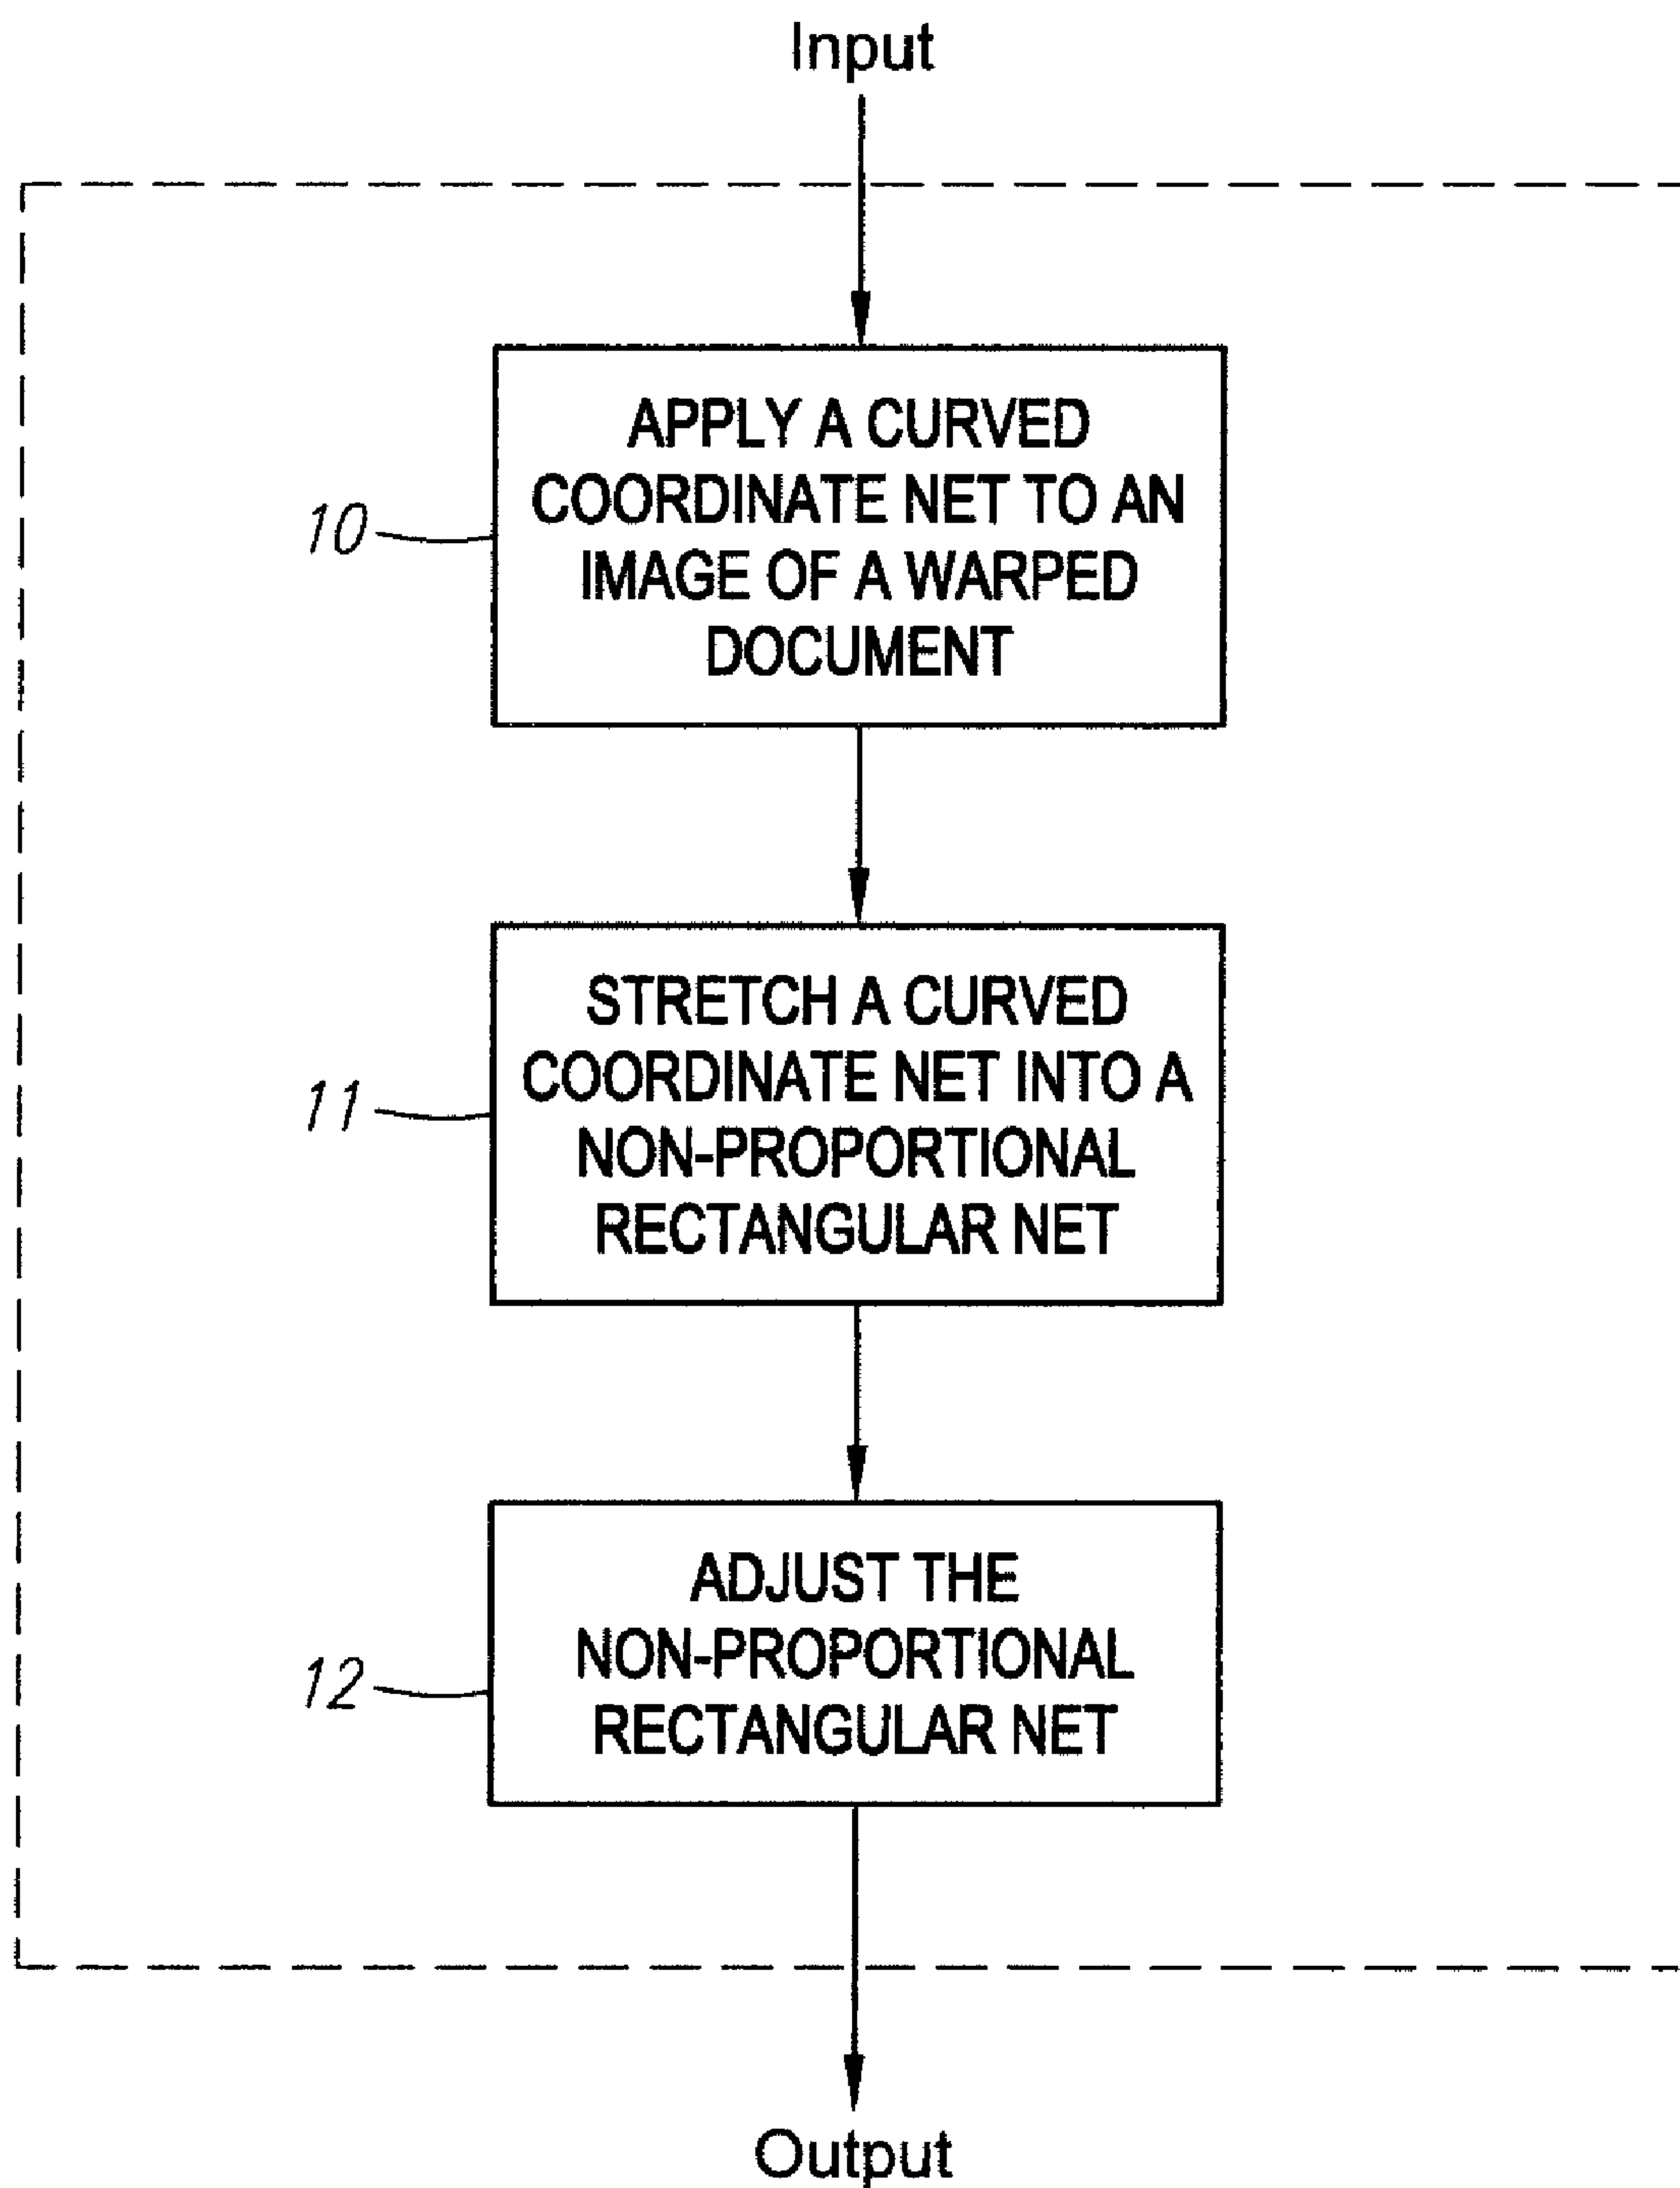 Input
APPLY A CURVED
COORDINATE NET TO AN
IMAGE OF A WARPED
DOCUMENT
10
STRETCH A CURVED
COORDINATE NET INTO A
NON-PROPORTIONAL
RECTANGULAR NET
11
ADJUST THE
NON-PROPORTIONAL
RECTANGULAR NET
12
Output